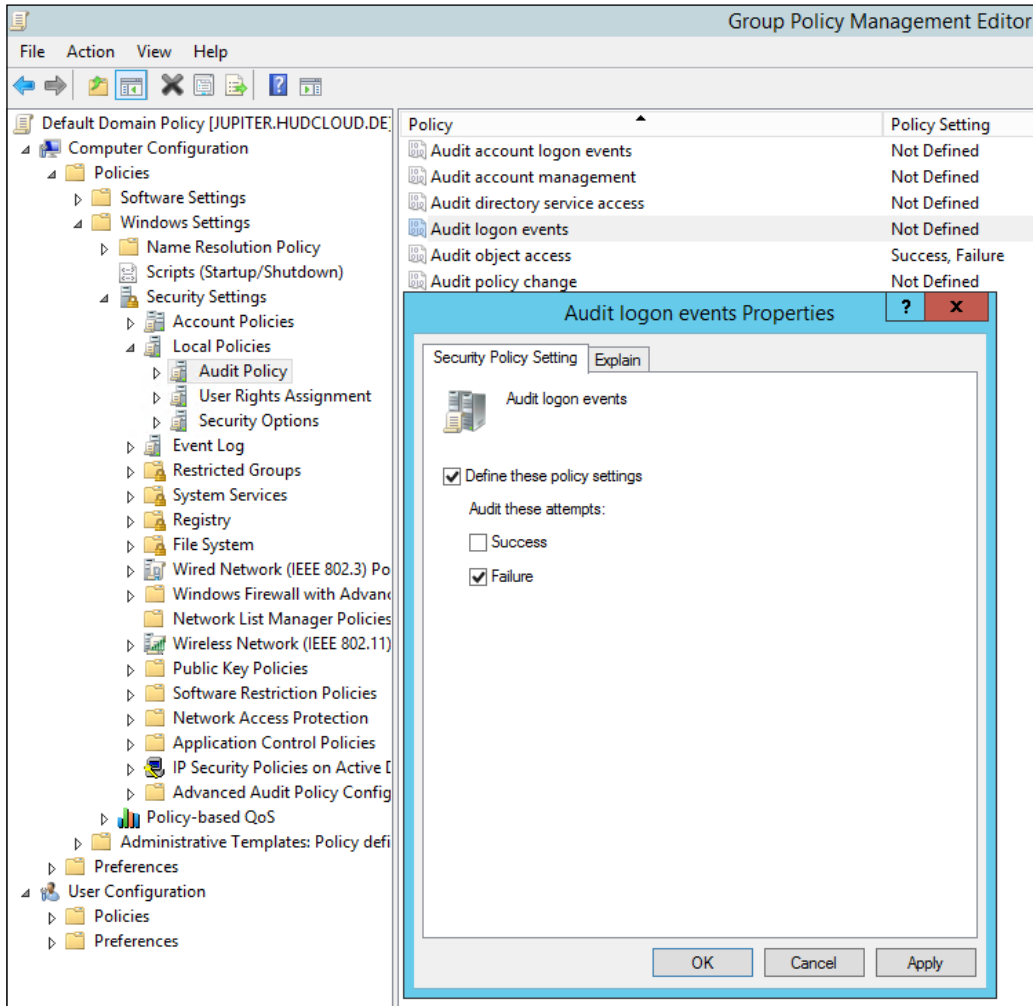 Group Policy Management Editor
File Action View Help
Default Domain Policy [JUPITER.HUDCLOUD.DE]
Computer Configuration
Policies
Software Settings
Windows Settings
Name Resolution Policy
Scripts (Startup/Shutdown)
Security Settings
Account Policies
Local Policies
Audit Policy
User Rights Assignment
Security Options
Event Log
Restricted Groups
System Services
Registry
File System
Wired Network (IEEE 802.3) Po
Windows Firewall with Advan
Network List Manager Policies
Wireless Network (IEEE 802.11)
Public Key Policies
Software Restriction Policies
Network Access Protection
Application Control Policies
IP Security Policies on Active D
Advanced Audit Policy Config
Policy-based QoS
Administrative Templates: Policy defi
Preferences
User Configuration
Policies
Preferences
Policy Policy Setting
Audit account logon events Not Defined
Audit account management Not Defined
Audit directory service access Not Defined
Audit logon events Not Defined
Audit object access Success, Failure
Audit policy change Not Defined
Audit logon events Properties ? x
Security Policy Setting Explain
Audit logon events
Define these policy settings
Audit these attempts:
Success
Failure
OK Cancel Apply